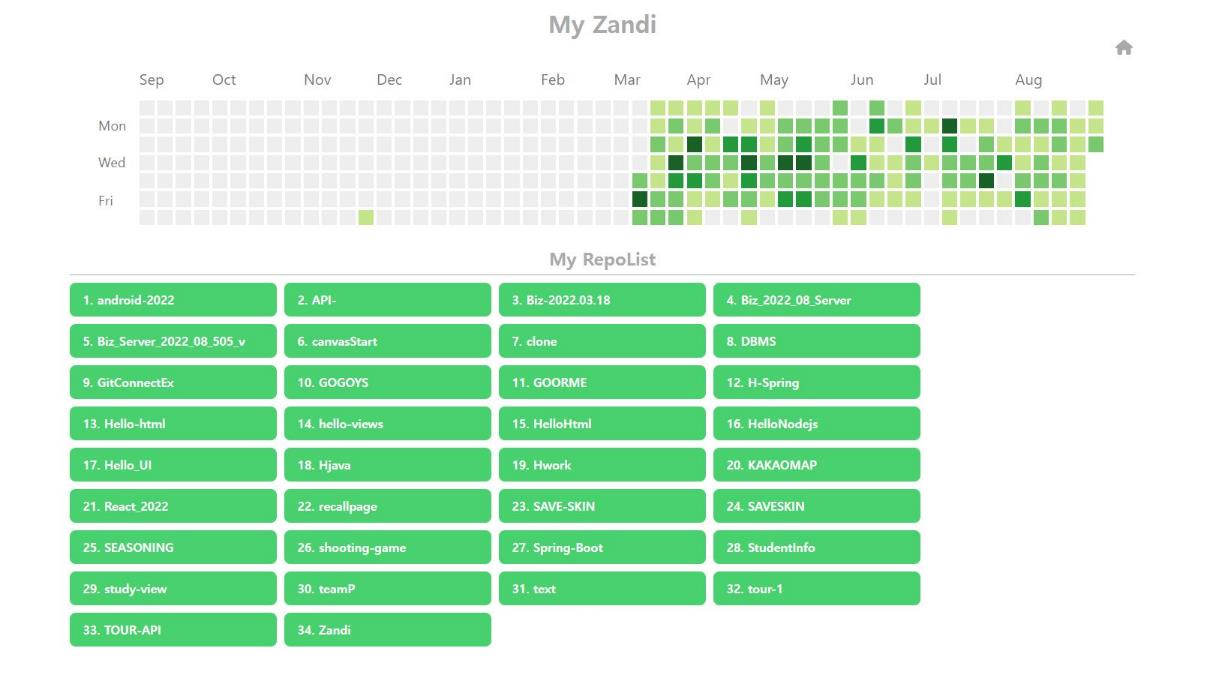 My Zandi
Sep Oct Nov Dec Jan Feb Mar Apr May Jun Jul Aug
Mon
Wed
Fri
My RepoList
1. android-2022 2. API- 3. Biz-2022.03.18 4. Biz_2022_08_Server
5. Biz_Server_2022_08_505_v 6. canvasStart 7. clone 8. DBMS
9. GitConnectEx 10. GOGOYS 11. GOORME 12. H-Spring
13. Hello-html 14. hello-views 15. HelloHtml 16. HelloNodejs
17. Hello_UI 18. Hjava 19. Hwork 20. KAKAOMAP
21. React_2022 22. recallpage 23. SAVE-SKIN 24. SAVESKIN
25. SEASONING 26. shooting-game 27. Spring-Boot 28. StudentInfo
29. study-view 30. teamP 31. text 32. tour-1
33. TOUR-API 34. Zandi